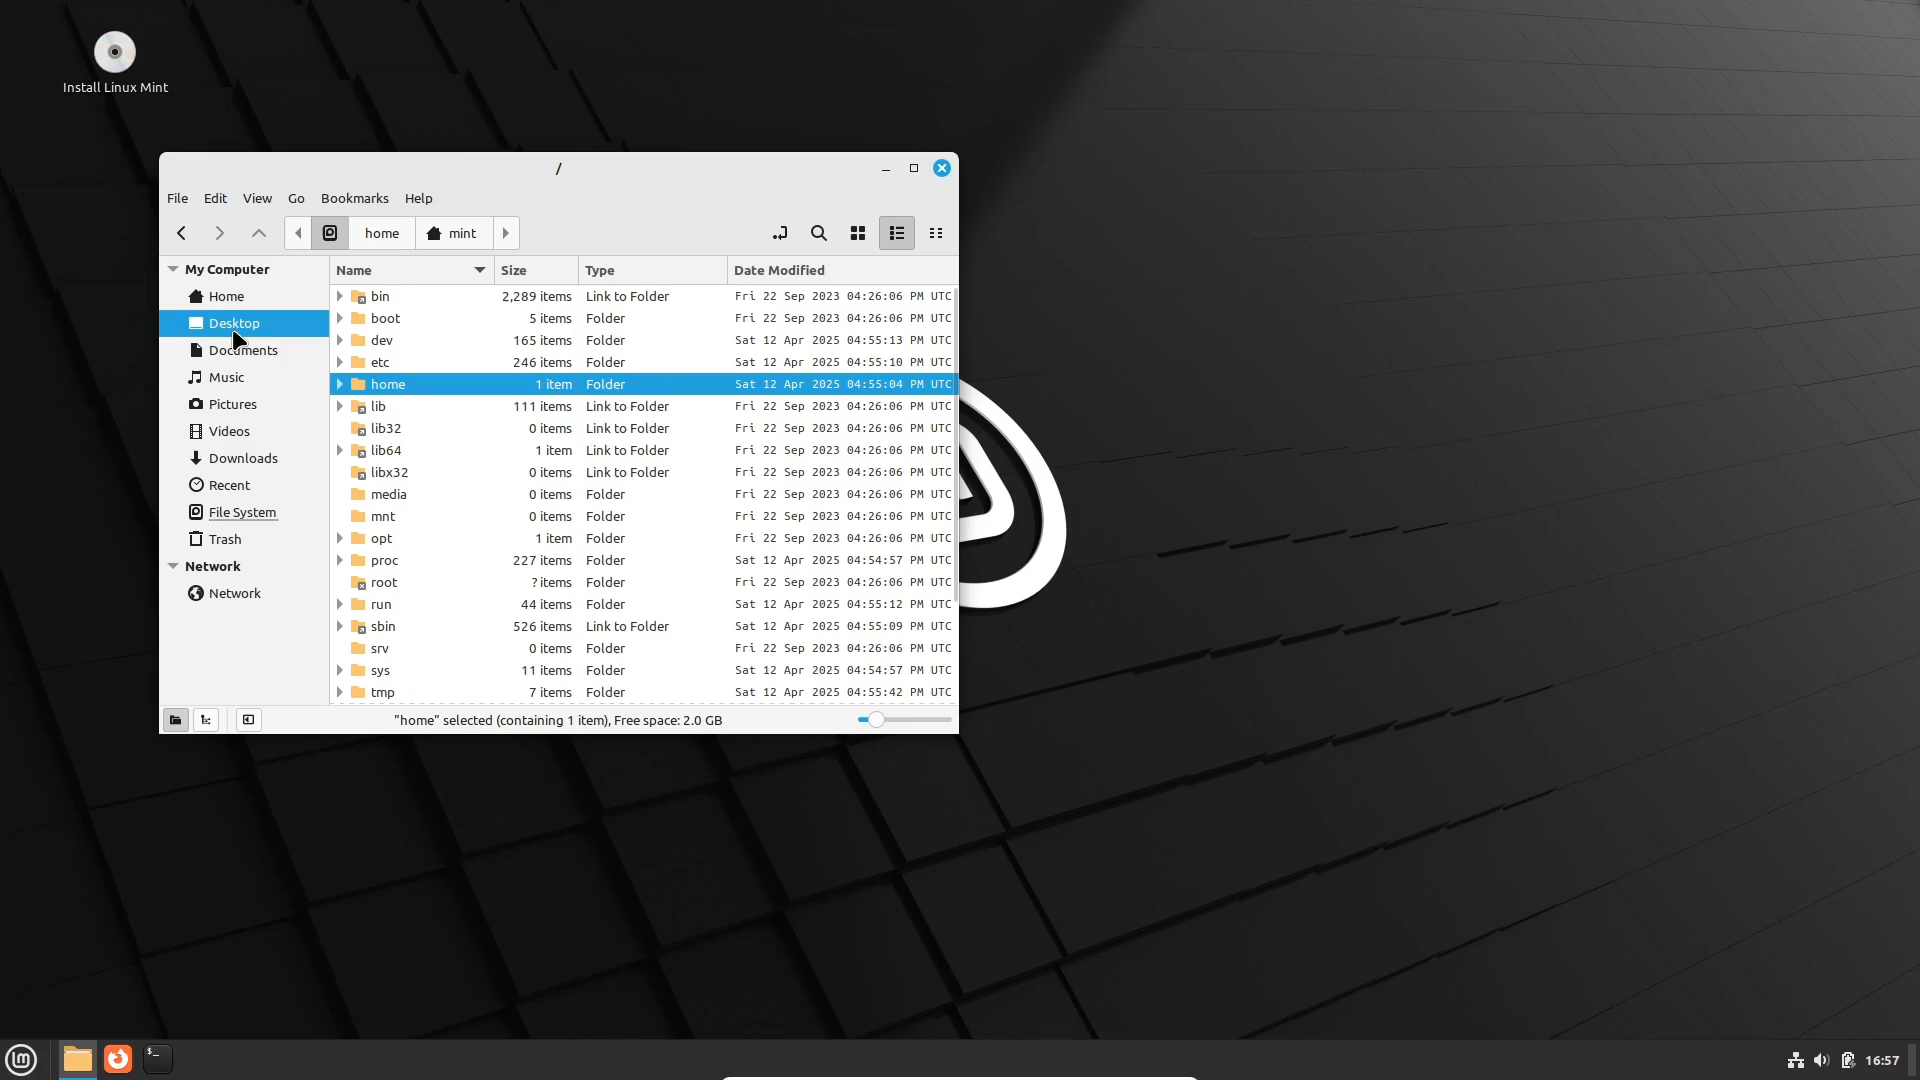 Install Linux Mint
/
File Edit View Go Bookmarks Help
home mint
My Computer
Home
Desktop
Documents
Music
Pictures
Videos
Downloads
Recent
File System
Trash
Network
Network
Name Size Type Date Modified
bin 2,289 items Link to Folder Fri 22 Sep 2023 04:26:06 PM UTC
boot 5 items Folder Fri 22 Sep 2023 04:26:06 PM UTC
dev 165 items Folder Sat 12 Apr 2025 04:55:13 PM UTC
etc 246 items Folder Sat 12 Apr 2025 04:55:10 PM UTC
home 1 item Folder Sat 12 Apr 2025 04:55:04 PM UTC
lib 111 items Link to Folder Fri 22 Sep 2023 04:26:06 PM UTC
lib32 0 items Link to Folder Fri 22 Sep 2023 04:26:06 PM UTC
lib64 1 item Link to Folder Fri 22 Sep 2023 04:26:06 PM UTC
libx32 0 items Link to Folder Fri 22 Sep 2023 04:26:06 PM UTC
media 0 items Folder Fri 22 Sep 2023 04:26:06 PM UTC
mnt 0 items Folder Fri 22 Sep 2023 04:26:06 PM UTC
opt 1 item Folder Fri 22 Sep 2023 04:26:06 PM UTC
proc 227 items Folder Sat 12 Apr 2025 04:54:57 PM UTC
root ? items Folder Fri 22 Sep 2023 04:26:06 PM UTC
run 44 items Folder Sat 12 Apr 2025 04:55:12 PM UTC
sbin 526 items Link to Folder Sat 12 Apr 2025 04:55:09 PM UTC
srv 0 items Folder Fri 22 Sep 2023 04:26:06 PM UTC
sys 11 items Folder Sat 12 Apr 2025 04:54:57 PM UTC
tmp 7 items Folder Sat 12 Apr 2025 04:55:42 PM UTC
"home" selected (containing 1 item), Free space: 2.0 GB
16:57